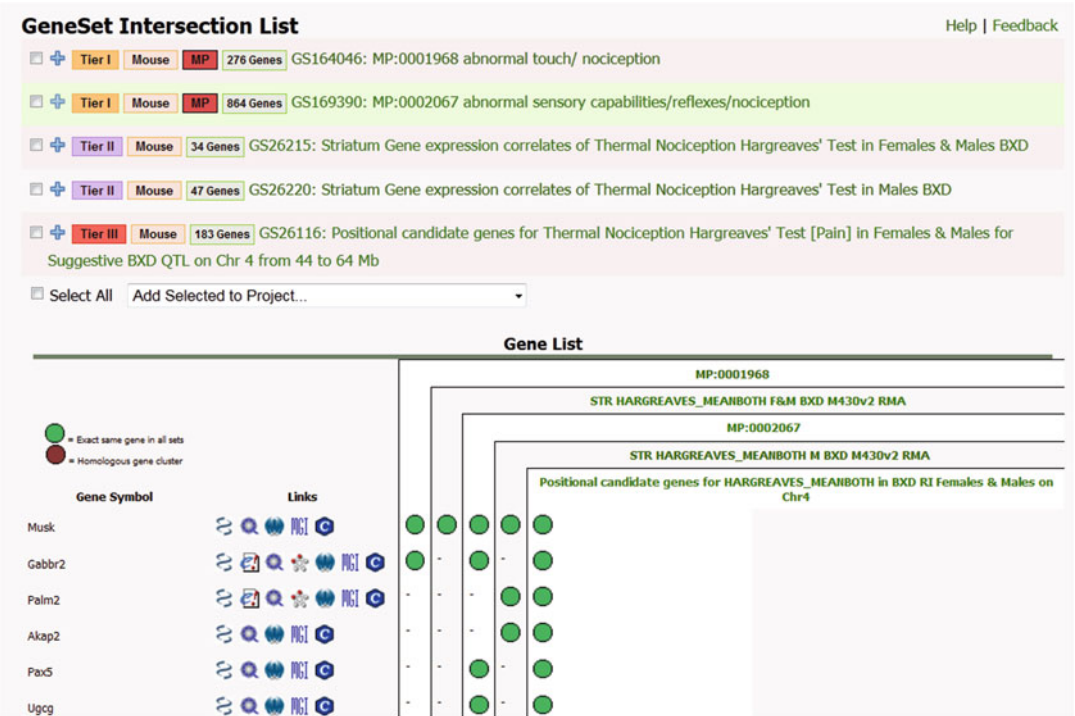 GeneSet Intersection List
Help | Feedback
Tier I Mouse MP 276 Genes GS164046: MP:0001968 abnormal touch/ nociception
Tier I Mouse MP 864 Genes GS169390: MP:0002067 abnormal sensory capabilities/reflexes/nociception
Tier II Mouse 34 Genes GS26215: Striatum Gene expression correlates of Thermal Nociception Hargreaves' Test in Females & Males BXD
Tier II Mouse 47 Genes GS26220: Striatum Gene expression correlates of Thermal Nociception Hargreaves' Test in Males BXD
Tier III Mouse 183 Genes GS26116: Positional candidate genes for Thermal Nociception Hargreaves' Test [Pain] in Females & Males for
Suggestive BXD QTL on Chr 4 from 44 to 64 Mb
Select All Add Selected to Project...
Gene List
MP:0001968
STR HARGREAVES_MEANBOTH F&M BXD M430v2 RMA
MP:0002067
STR HARGREAVES_MEANBOTH M BXD M430v2 RMA
Positional candidate genes for HARGREAVES_MEANBOTH in BXD RI Females & Males on
Chr4
= Exact same gene in all sets
= Homologous gene cluster
Gene Symbol Links
Musk MGI C
Gabbr2 e! MGI C - -
Palm2 e! MGI C - - -
Akap2 MGI C - - -
Pax5 MGI C - - -
Ugcg MGI C - - -